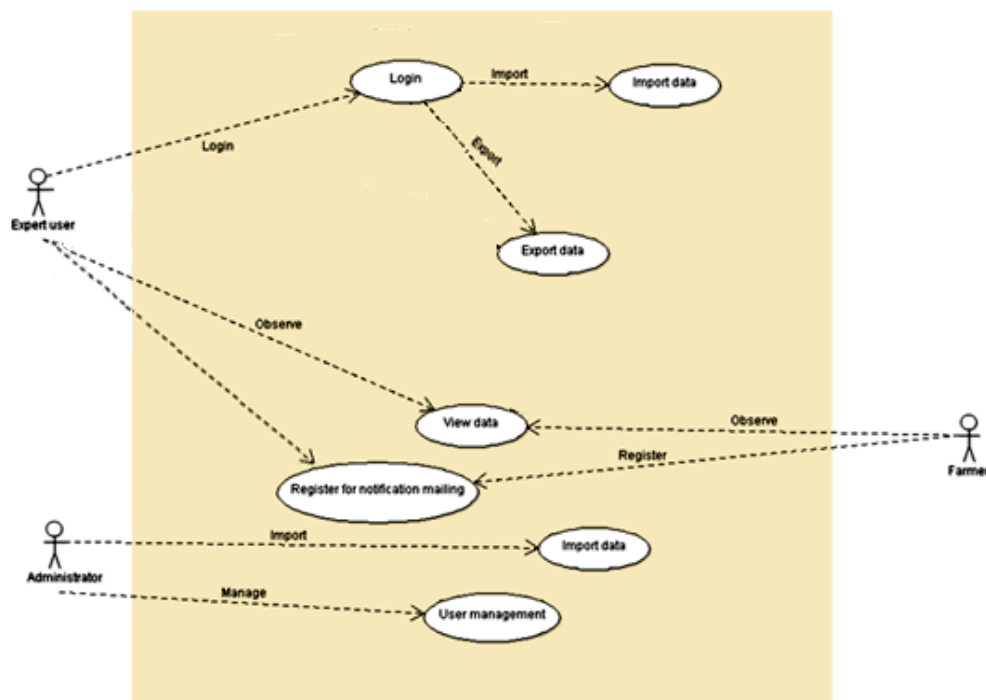 Login
Import
Import data
Login
Export
Expert user
Export data
Observe
View data
Observe
Register
Farmer
Register for notification mailing
Import
Import data
Administrator
Manage
User management